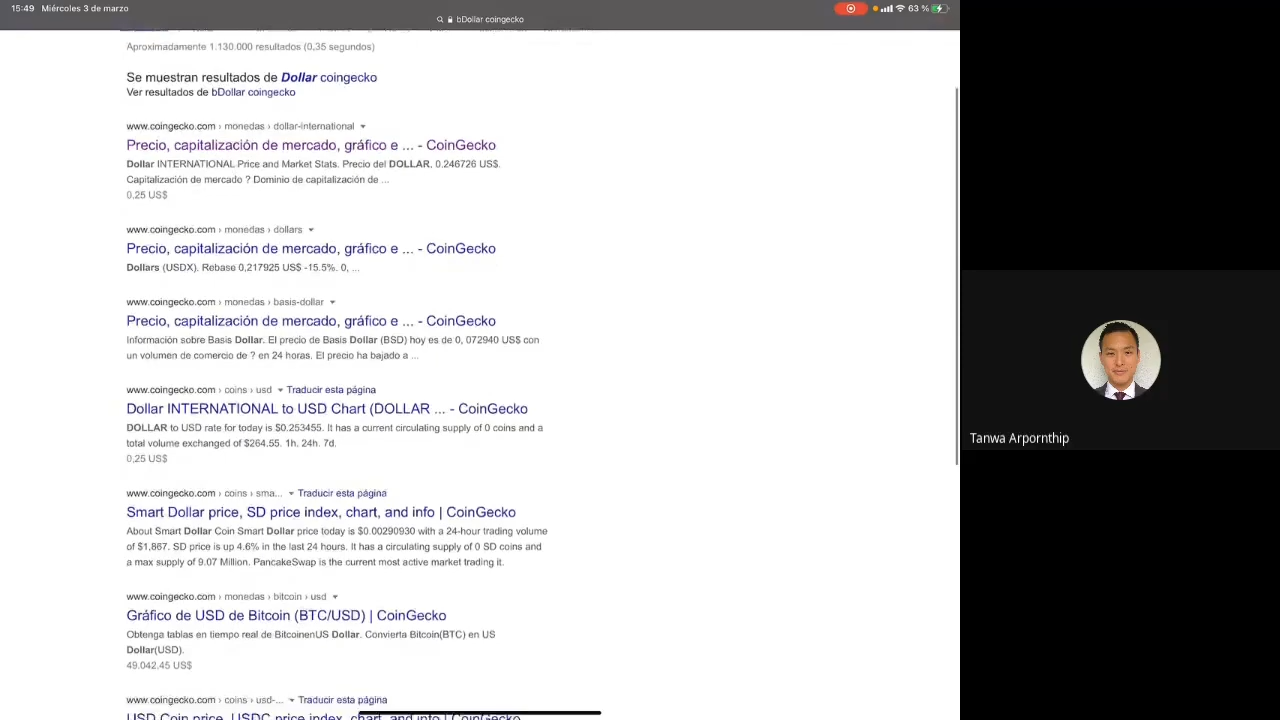 15:49 Miércoles 3 de marzo
63 %
bDollar coingecko
Aproximadamente 1.130.000 resultados (0,35 segundos)
Se muestran resultados de Dollar coingecko
Ver resultados de bDollar coingecko
www.coingecko.com › monedas › dollar-international
Precio, capitalización de mercado, gráfico e ... - CoinGecko
Dollar INTERNATIONAL Price and Market Stats. Precio del DOLLAR, 0.246726 US$.
Capitalización de mercado ? Dominio de capitalización de ...
0,25 US$
www.coingecko.com › monedas › dollars
Precio, capitalización de mercado, gráfico e ... - CoinGecko
Dollars (USDX). Rebase 0,217925 US$ -15.5%. 0, ...
www.coingecko.com › monedas › basis-dollar
Precio, capitalización de mercado, gráfico e ... - CoinGecko
Información sobre Basis Dollar. El precio de Basis Dollar (BSD) hoy es de 0, 072940 US$ con
un volumen de comercio de ? en 24 horas. El precio ha bajado a ...
www.coingecko.com › coins › usd Traducir esta página
Dollar INTERNATIONAL to USD Chart (DOLLAR ... - CoinGecko
DOLLAR to USD rate for today is $0.253455. It has a current circulating supply of 0 coins and a
total volume exchanged of $264.55. 1h. 24h. 7d.
0,25 US$
www.coingecko.com › coins › sma... Traducir esta página
Smart Dollar price, SD price index, chart, and info | CoinGecko
About Smart Dollar Coin Smart Dollar price today is $0.00290930 with a 24-hour trading volume
of $1,867. SD price is up 4.6% in the last 24 hours. It has a circulating supply of 0 SD coins and
a max supply of 9.07 Million. PancakeSwap is the current most active market trading it.
www.coingecko.com › monedas › bitcoin › usd
Gráfico de USD de Bitcoin (BTC/USD) | CoinGecko
Obtenga tablas en tiempo real de BitcoinenUS Dollar. Convierta Bitcoin(BTC) en US
Dollar(USD).
49.042,45 US$
www.coingecko.com › coins › usd-... Traducir esta página
USD Coin price, USDC price index, chart, and info | CoinGecko
Tanwa Arpornthip